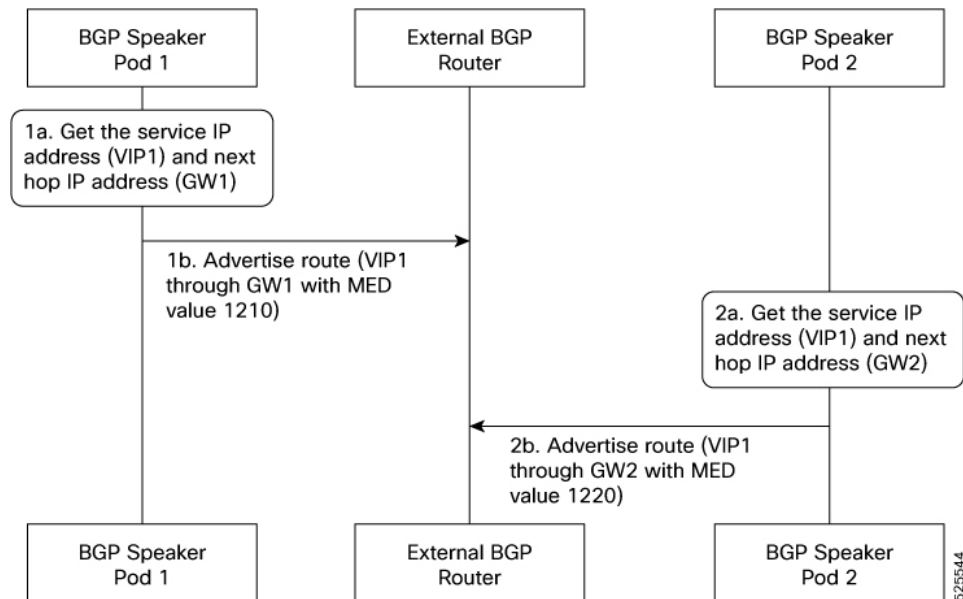 BGP Speaker
Pod 1
External BGP
Router
BGP Speaker
Pod 2
1a. Get the service IP
address (VIP1) and next
hop IP address (GW1)
1b. Advertise route (VIP1
through GW1 with MED
value 1210)
2a. Get the service IP
address (VIP1) and next
hop IP address (GW2)
2b. Advertise route (VIP1
through GW2 with MED
value 1220)
BGP Speaker
Pod 1
External BGP
Router
BGP Speaker
Pod 2
525544